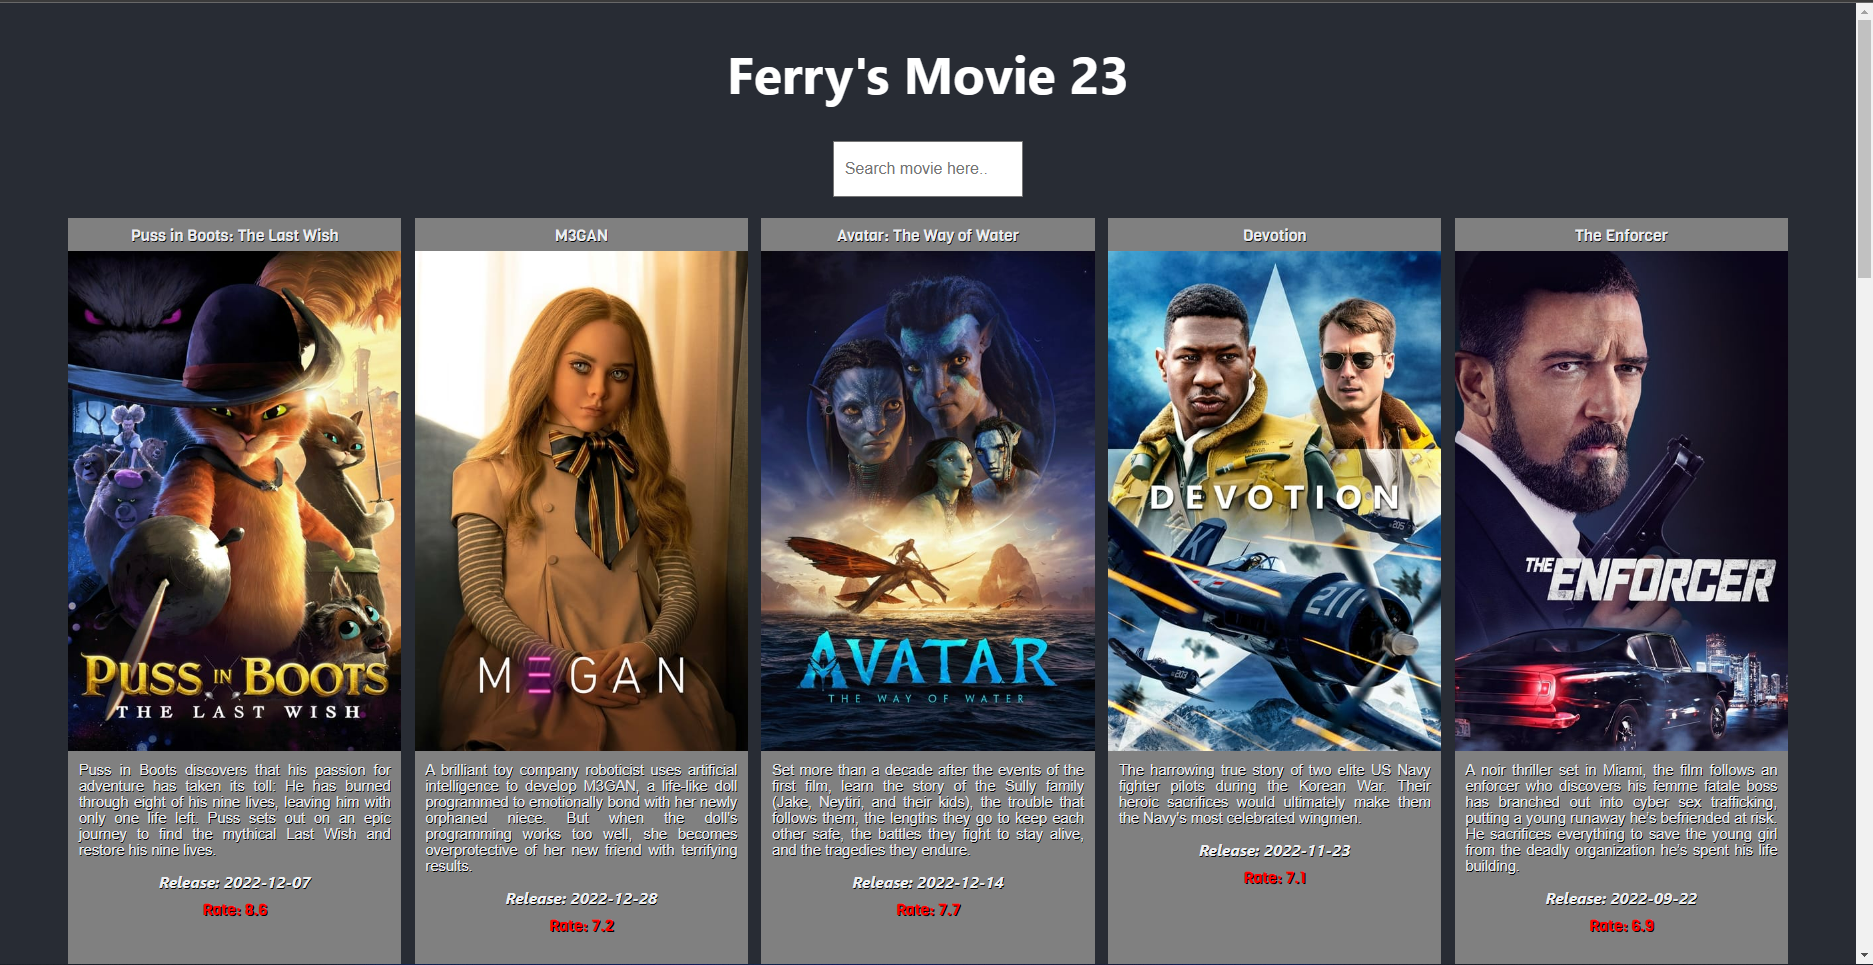 Ferry's Movie 23
Search movie here..
Puss in Boots: The Last Wish
PUSS IN BOOTS
THE LAST WISH
Puss in Boots discovers that his passion for
adventure has taken its toll: He has burned
through eight of his nine lives, leaving him with
only one life left. Puss sets out on an epic
journey to find the mythical Last Wish and
restore his nine lives.
Release: 2022-12-07
Rate: 8.6
M3GAN
M3GAN
A brilliant toy company roboticist uses artificial
intelligence to develop M3GAN, a life-like doll
programmed to emotionally bond with her newly
orphaned niece. But when the doll's
programming works too well, she becomes
overprotective of her new friend with terrifying
results.
Release: 2022-12-28
Rate: 7.2
Avatar: The Way of Water
AVATAR
THE WAY OF WATER
Set more than a decade after the events of the
first film, learn the story of the Sully family
(Jake, Neytiri, and their kids), the trouble that
follows them, the lengths they go to keep each
other safe, the battles they fight to stay alive,
and the tragedies they endure.
Release: 2022-12-14
Rate: 7.7
Devotion
DEVOTION
205
K
211
203
The harrowing true story of two elite US Navy
fighter pilots during the Korean War. Their
heroic sacrifices would ultimately make them
the Navy's most celebrated wingmen.
Release: 2022-11-23
Rate: 7.1
The Enforcer
THE ENFORCER
A noir thriller set in Miami, the film follows an
enforcer who discovers his femme fatale boss
has branched out into cyber sex trafficking,
putting a young runaway he's befriended at risk.
He sacrifices everything to save the young girl
from the deadly organization he's spent his life
building.
Release: 2022-09-22
Rate: 6.9